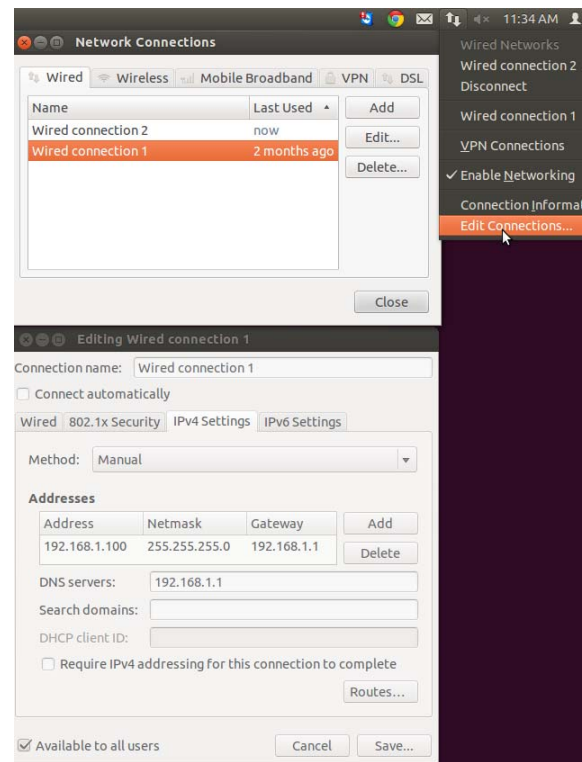 11:34 AM
Network Connections
Wired Wireless Mobile Broadband VPN DSL
Name Last Used Add
Wired connection 2 now Edit...
Wired connection 1 2 months ago Delete...
Close
Wired Networks
Wired connection 2
Disconnect
Wired connection 1
VPN Connections
Enable Networking
Connection Informat
Edit Connections...
Editing Wired connection 1
Connection name: Wired connection 1
Connect automatically
Wired 802.1x Security IPv4 Settings IPv6 Settings
Method: Manual
Addresses
Address Netmask Gateway Add
192.168.1.100 255.255.255.0 192.168.1.1 Delete
DNS servers: 192.168.1.1
Search domains:
DHCP client ID:
Require IPv4 addressing for this connection to complete
Routes...
Available to all users Cancel Save...